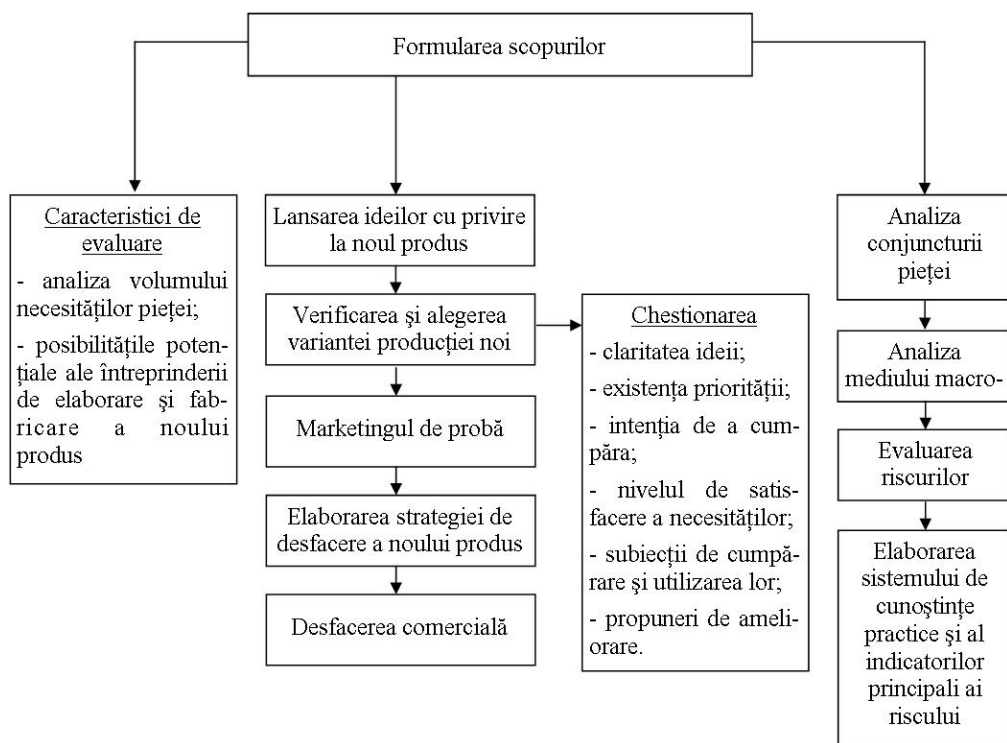 Formularea scopurilor
Caracteristici de
evaluare
- analiza volumului
necesităţilor pieţei;
- posibilităţile poten-
ţiale ale întreprinderii
de elaborare şi fab-
ricare a noului
produs
Lansarea ideilor cu privire
la noul produs
Verificarea şi alegerea
variantei producţiei noi
Marketingul de probă
Elaborarea strategiei de
desfacere a noului produs
Desfacerea comercială
Chestionarea
- claritatea ideii;
- existenţa priorităţii;
- intenţia de a cum-
păra;
- nivelul de satis-
facere a necesităţilor;
- subiecţii de cumpă-
rare şi utilizarea lor;
- propuneri de ameli-
orare.
Analiza
conjuncturii
pieţei
Analiza
mediului macro-
Evaluarea
riscurilor
Elaborarea
sistemului de
cunoştinţe
practice şi al
indicatorilor
principali ai
riscului